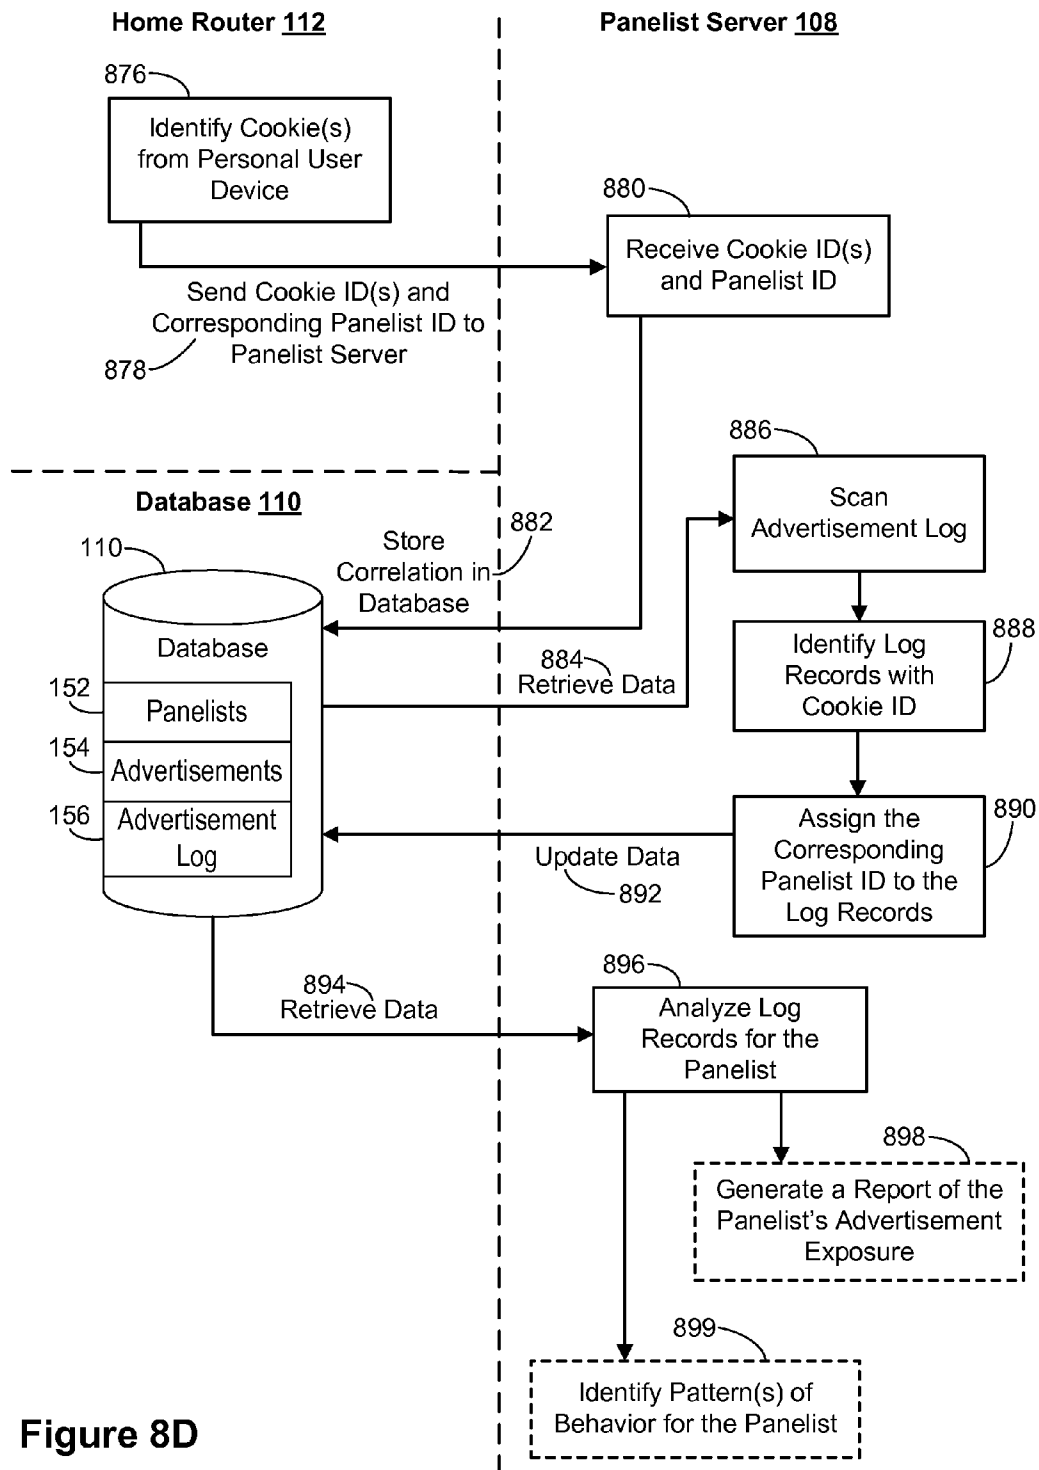 Home Router 112
Panelist Server 108
876
Identify Cookie(s)
from Personal User
Device
880
Receive Cookie ID(s)
and Panelist ID
Send Cookie ID(s) and
Corresponding Panelist ID to
Panelist Server
878
886
Scan
Advertisement Log
Database 110
882
Store
Correlation in
Database
110
Database
884
Retrieve Data
888
Identify Log
Records with
Cookie ID
152
Panelists
154
Advertisements
156
Advertisement
Log
890
Assign the
Corresponding
Panelist ID to the
Log Records
Update Data
892
894
Retrieve Data
896
Analyze Log
Records for the
Panelist
898
Generate a Report of the
Panelist's Advertisement
Exposure
899
Identify Pattern(s) of
Behavior for the Panelist
Figure 8D